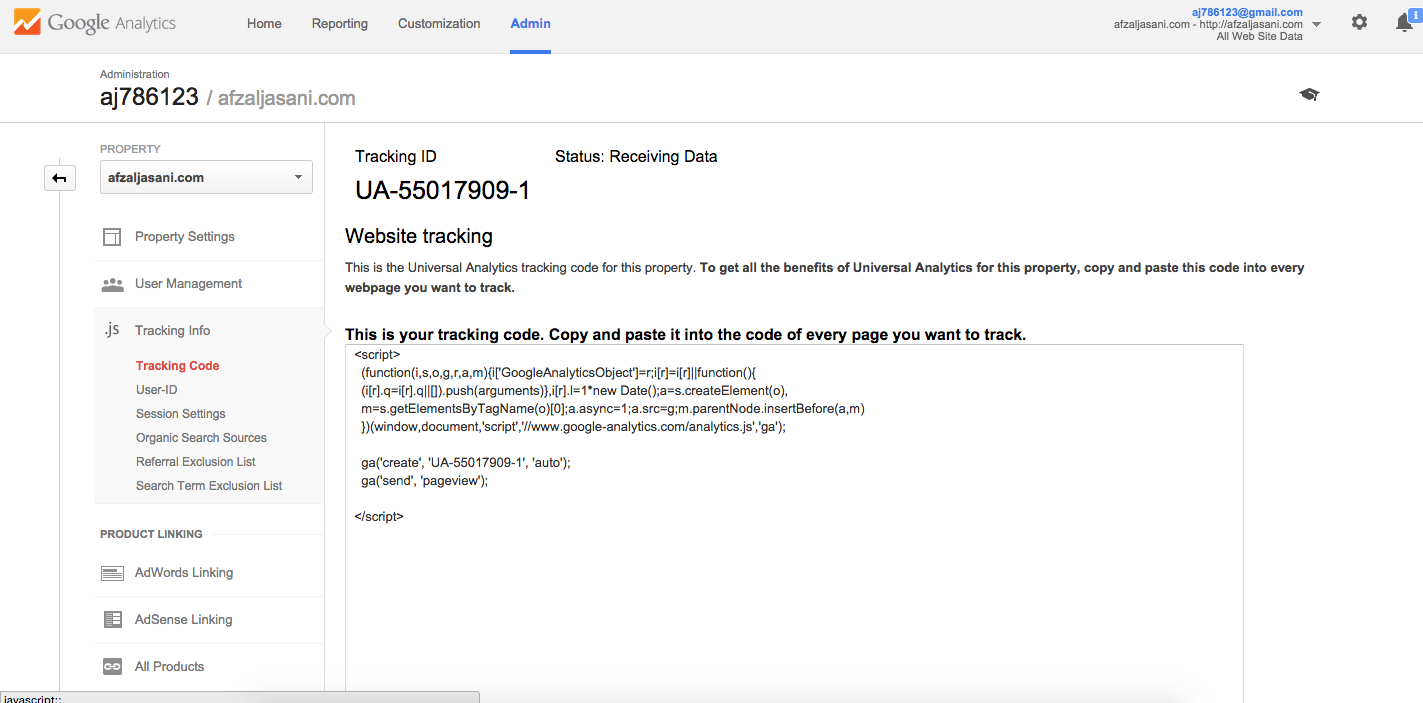 Google Analytics
Home
Reporting
Customization
Admin
aj786123@gmail.com
afzaljasani.com - http://afzaljasani.com
All Web Site Data
1
Administration
aj786123 / afzaljasani.com
PROPERTY
afzaljasani.com
Property Settings
User Management
.js Tracking Info
Tracking Code
User-ID
Session Settings
Organic Search Sources
Referral Exclusion List
Search Term Exclusion List
PRODUCT LINKING
AdWords Linking
AdSense Linking
All Products
javascript:;
Tracking ID
Status: Receiving Data
UA-55017909-1
Website tracking
This is the Universal Analytics tracking code for this property. To get all the benefits of Universal Analytics for this property, copy and paste this code into every
webpage you want to track.
This is your tracking code. Copy and paste it into the code of every page you want to track.
<script>
(function(i,s,o,g,r,a,m){i['GoogleAnalyticsObject']=r;i[r]=i[r]||function(){
(i[r].q=i[r].q||[]).push(arguments)},i[r].l=1*new Date();a=s.createElement(o),
m=s.getElementsByTagName(o)[0];a.async=1;a.src=g;m.parentNode.insertBefore(a,m)
})(window,document,'script','//www.google-analytics.com/analytics.js','ga');
ga('create', 'UA-55017909-1', 'auto');
ga('send', 'pageview');
</script>